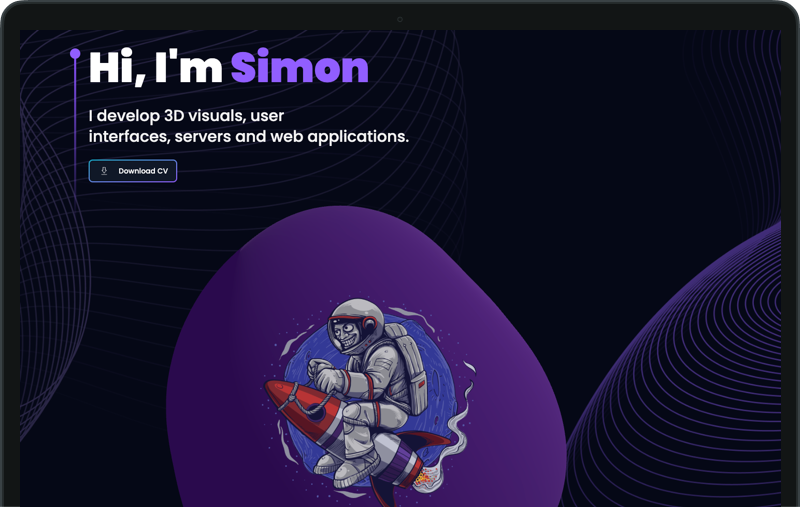 Hi, I'm Simon
I develop 3D visuals, user
interfaces, servers and web applications.
Download CV